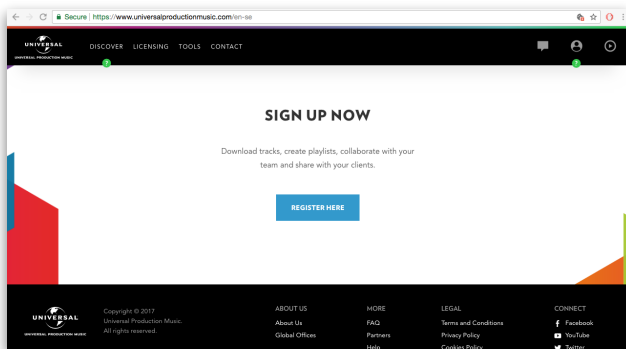 Secure https://www.universalproductionmusic.com/en-se
UNIVERSAL
UNIVERSAL PRODUCTION MUSIC
DISCOVER LICENSING TOOLS CONTACT
? ?
SIGN UP NOW
Download tracks, create playlists, collaborate with your
team and share with your clients.
REGISTER HERE
UNIVERSAL
UNIVERSAL PRODUCTION MUSIC
Copyright © 2017
Universal Production Music.
All rights reserved.
ABOUT US
About Us
Global Offices
MORE
FAQ
Partners
Help
LEGAL
Terms and Conditions
Privacy Policy
Cookies Policy
CONNECT
Facebook
YouTube
Twitter